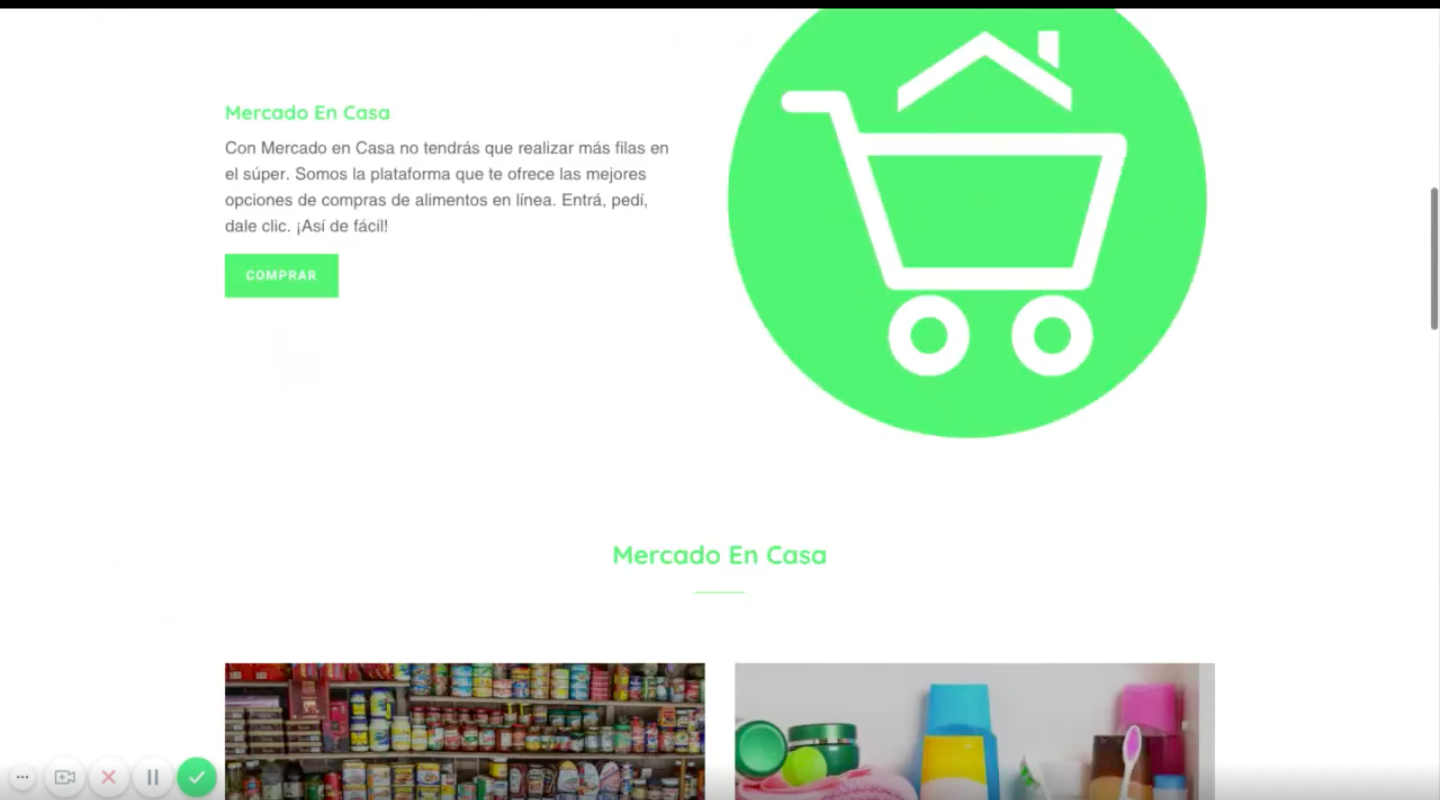 Mercado En Casa
Con Mercado en Casa no tendrás que realizar más filas en
el súper. Somos la plataforma que te ofrece las mejores
opciones de compras de alimentos en línea. Entrá, pedí,
dale clic. ¡Así de fácil!
COMPRAR
Mercado En Casa